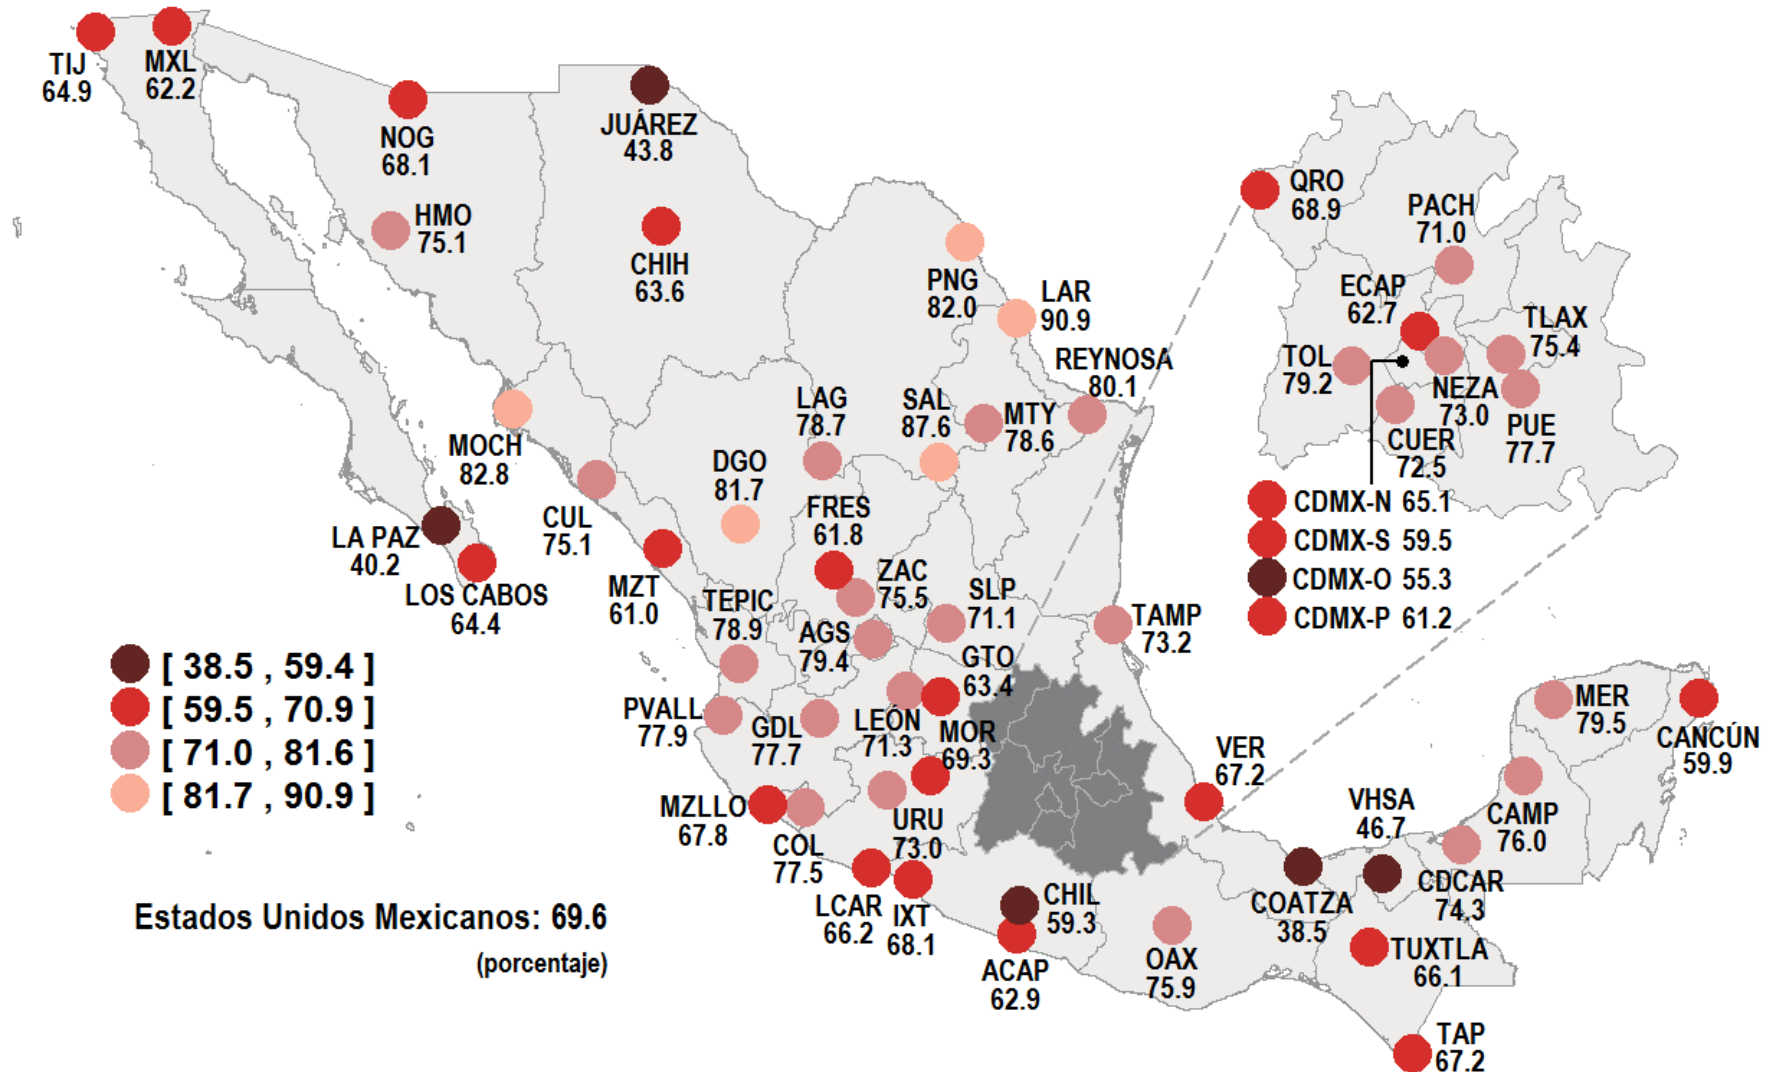 TIJ
64.9
MXL
62.2
NOG
68.1
JUÁREZ
43.8
HMO
75.1
CHIH
63.6
PNG
82.0
LAR
90.9
REYNOSA
80.1
LAG
78.7
SAL
87.6
MTY
78.6
MOCH
82.8
DGO
81.7
FRES
61.8
CUL
75.1
LA PAZ
40.2
LOS CABOS
64.4
MZT
61.0
ZAC
75.5
SLP
71.1
TEPIC
78.9
AGS
79.4
TAMP
73.2
GTO
63.4
PVALL
77.9
GDL
77.7
LEÓN
71.3
MOR
69.3
MZLLO
67.8
COL
77.5
URU
73.0
LCAR
66.2
IXT
68.1
CHIL
59.3
ACAP
62.9
OAX
75.9
VER
67.2
COATZA
38.5
VHSA
46.7
CDCAR
74.3
CAMP
76.0
MER
79.5
CANCÚN
59.9
TUXTLA
66.1
TAP
67.2
QRO
68.9
PACH
71.0
ECAP
62.7
TLAX
75.4
TOL
79.2
NEZA
73.0
PUE
77.7
CUER
72.5
CDMX-N 65.1
CDMX-S 59.5
CDMX-O 55.3
CDMX-P 61.2
[ 38.5 , 59.4 ]
[ 59.5 , 70.9 ]
[ 71.0 , 81.6 ]
[ 81.7 , 90.9 ]
Estados Unidos Mexicanos: 69.6
(porcentaje)